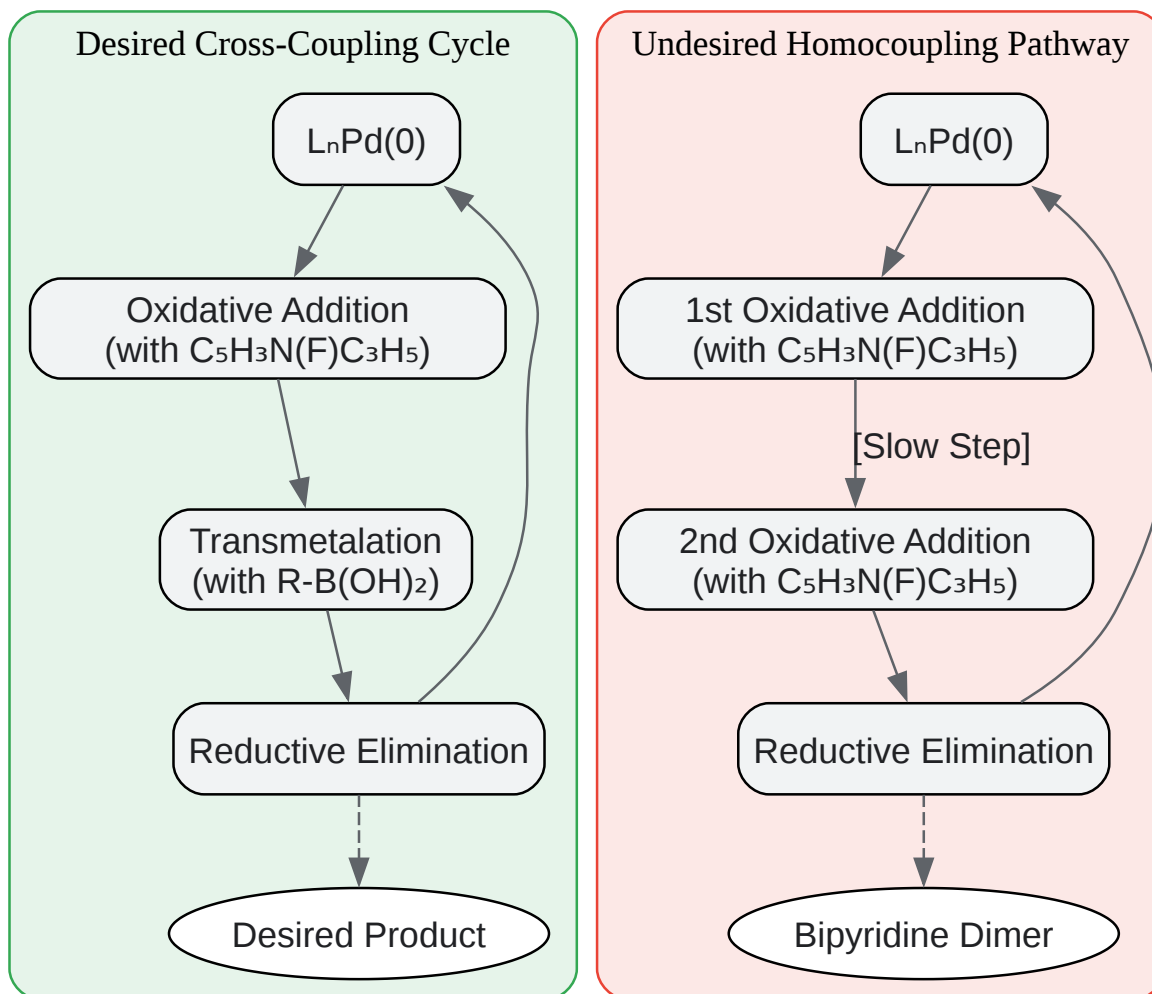 Desired Cross-Coupling Cycle
LₙPd(0)
Oxidative Addition
(with C₅H₃N(F)C₃H₅)
Transmetalation
(with R-B(OH)₂)
Reductive Elimination
Desired Product
Undesired Homocoupling Pathway
LₙPd(0)
1st Oxidative Addition
(with C₅H₃N(F)C₃H₅)
[Slow Step]
2nd Oxidative Addition
(with C₅H₃N(F)C₃H₅)
Reductive Elimination
Bipyridine Dimer